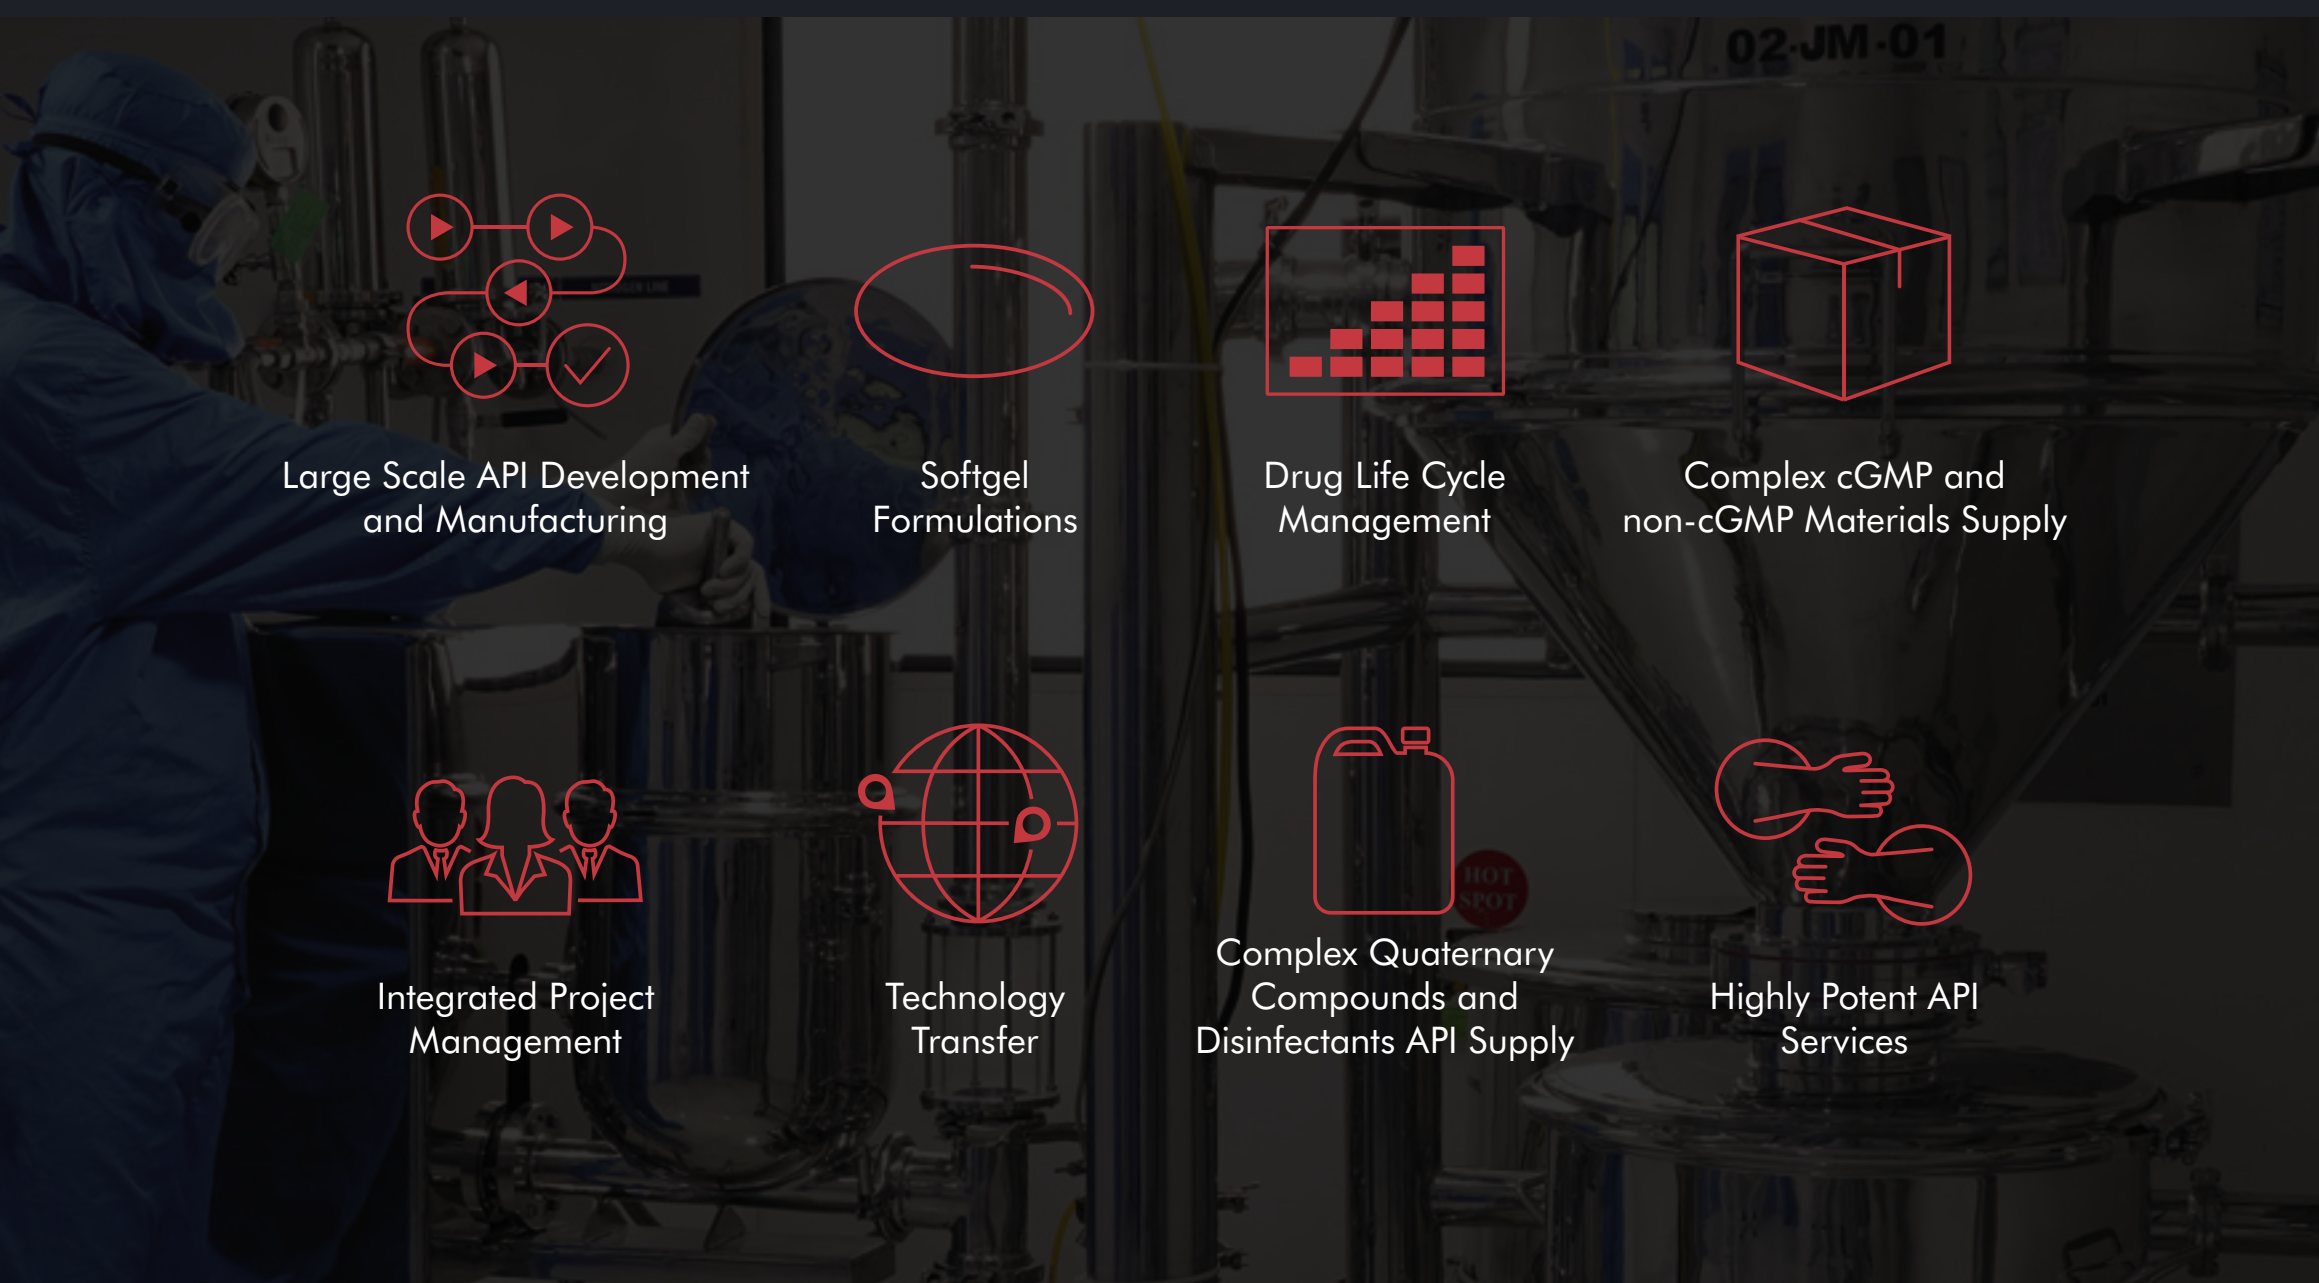 02-JM-01
Large Scale API Development
and Manufacturing
Softgel
Formulations
Drug Life Cycle
Management
Complex cGMP and
non-cGMP Materials Supply
HOT
SPOT
Integrated Project
Management
Technology
Transfer
Complex Quaternary
Compounds and
Disinfectants API Supply
Highly Potent API
Services